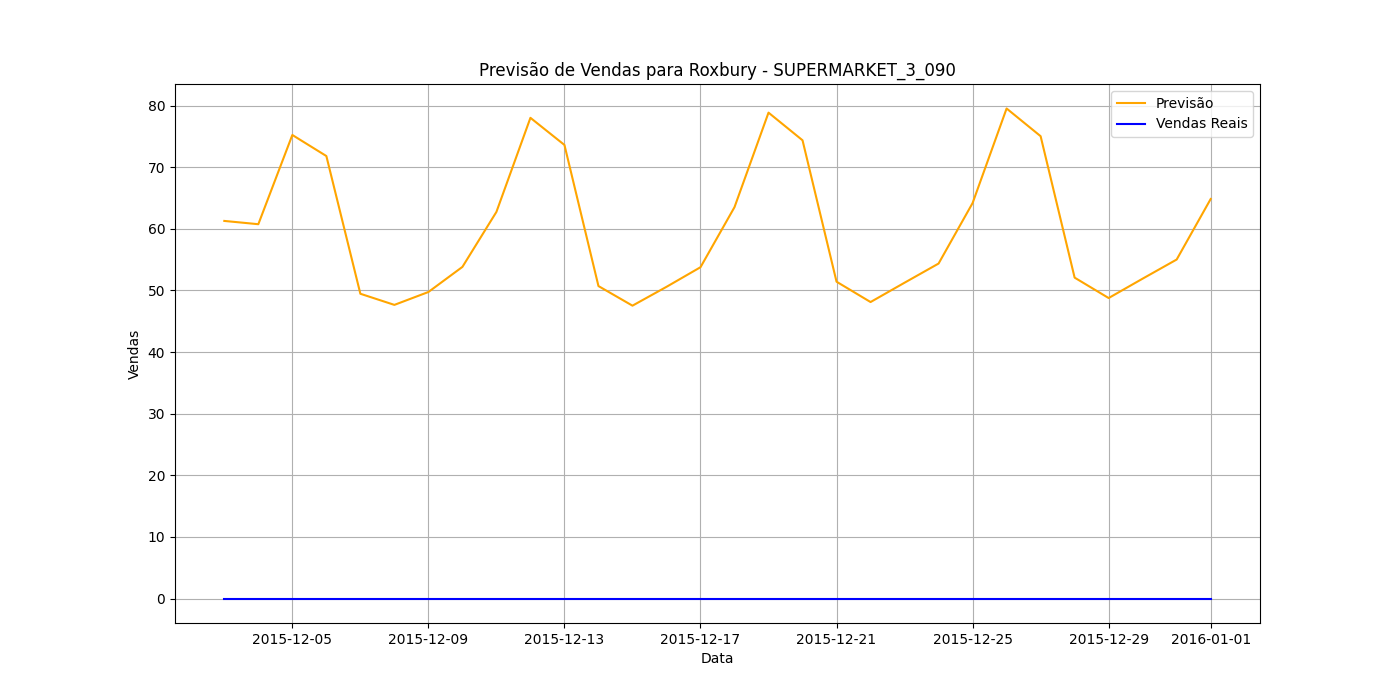 Previsão de Vendas para Roxbury - SUPERMARKET_3_090
Previsão
Vendas Reais
80
70
60
50
40
30
20
10
0
Vendas
2015-12-05 2015-12-09 2015-12-13 2015-12-17 2015-12-21 2015-12-25 2015-12-29 2016-01-01
Data